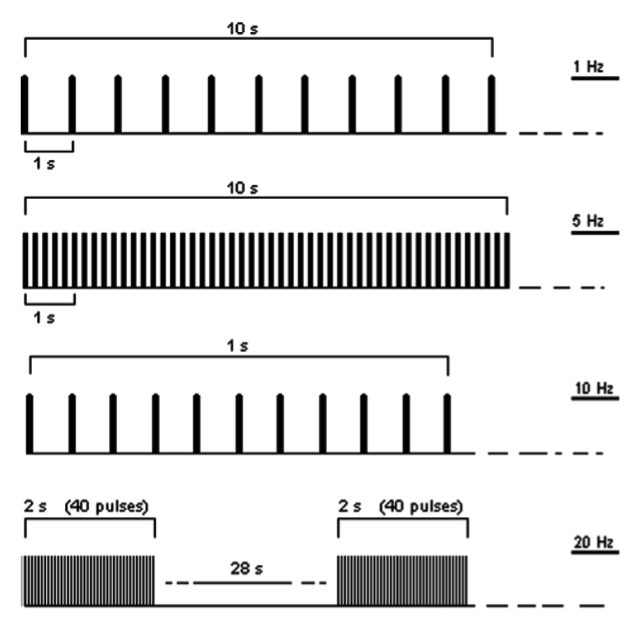 10 s
1 Hz
1 s
10 s
5 Hz
1 s
1 s
10 Hz
2 s (40 pulses)
2 s (40 pulses)
20 Hz
28 s